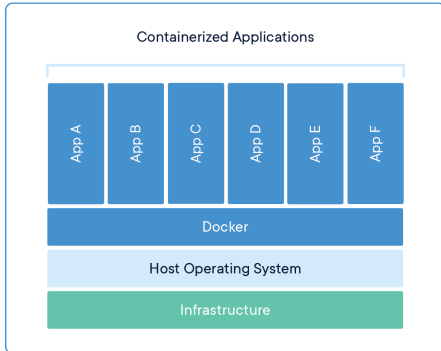 Containerized Applications
App A
App B
App C
App D
App E
App F
Docker
Host Operating System
Infrastructure